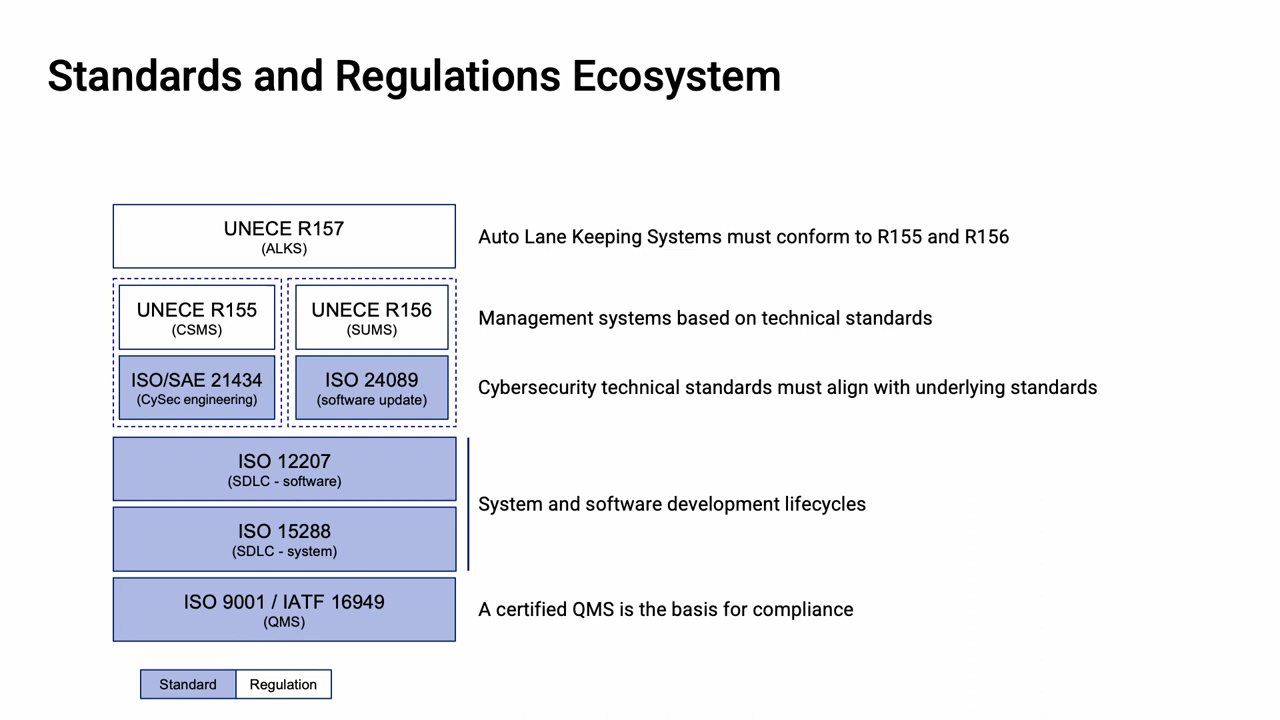 Standards and Regulations Ecosystem
UNECE R157
(ALKS)
Auto Lane Keeping Systems must conform to R155 and R156
UNECE R155
(CSMS)
UNECE R156
(SUMS)
Management systems based on technical standards
ISO/SAE 21434
(CySec engineering)
ISO 24089
(software update)
Cybersecurity technical standards must align with underlying standards
ISO 12207
(SDLC - software)
ISO 15288
(SDLC - system)
System and software development lifecycles
ISO 9001 / IATF 16949
(QMS)
A certified QMS is the basis for compliance
Standard
Regulation